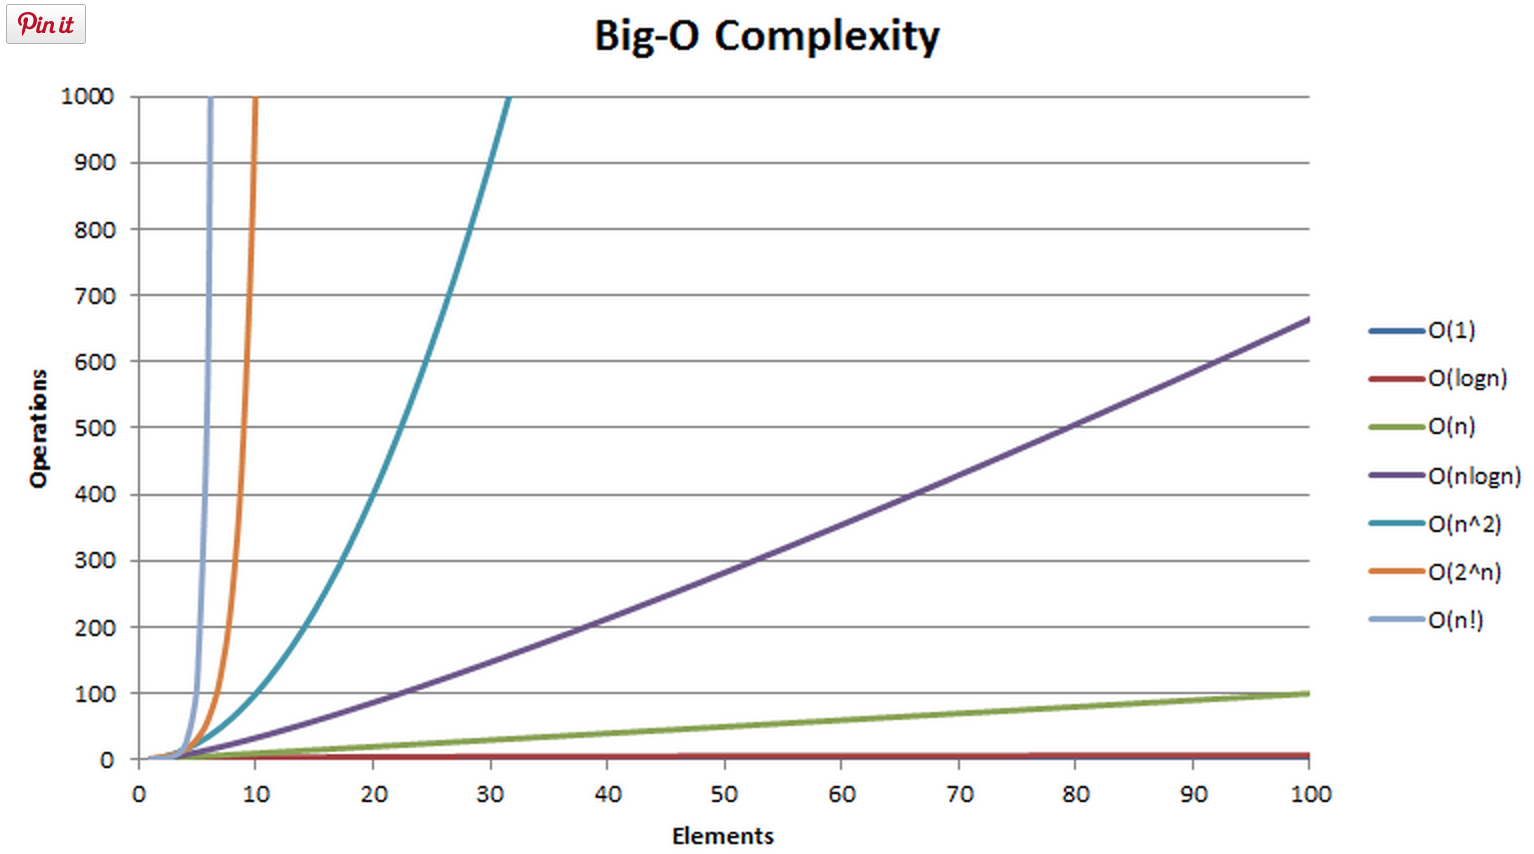 Pin it
Big-O Complexity
1000
900
800
700
600
500
400
300
200
100
0
Operations
0 10 20 30 40 50 60 70 80 90 100
Elements
O(1)
O(logn)
O(n)
O(nlogn)
O(n^2)
O(2^n)
O(n!)